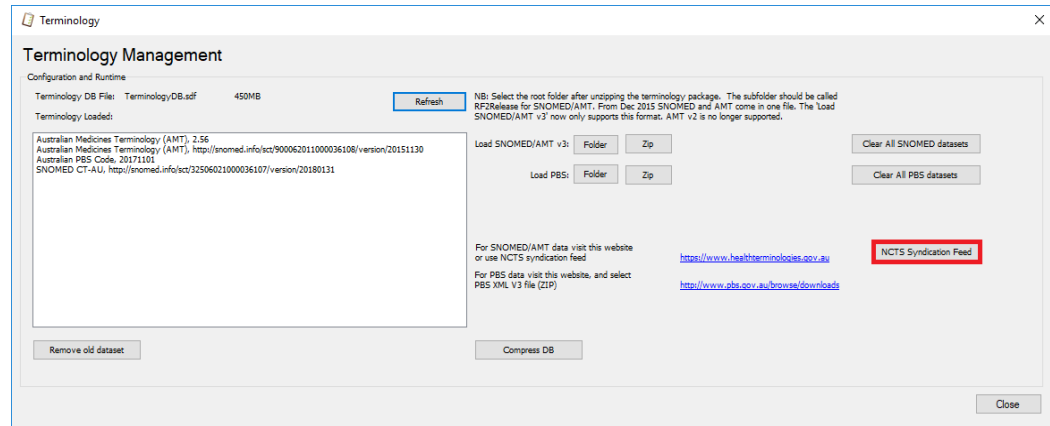 Terminology
Terminology Management
Configuration and Runtime
Terminology DB File: TerminologyDB.sdf 450MB
Refresh
Terminology Loaded:
Australian Medicines Terminology (AMT), 2.56
Australian Medicines Terminology (AMT), http://snomed.info/sct/900062011000036108/version/20151130
Australian PBS Code, 20171101
SNOMED CT-AU, http://snomed.info/sct/32506021000036107/version/20180131
Remove old dataset
NB: Select the root folder after unzipping the terminology package. The subfolder should be called
RF2Release for SNOMED/AMT. From Dec 2015 SNOMED and AMT come in one file. The 'Load
SNOMED/AMT v3' now only supports this format. AMT v2 is no longer supported.
Load SNOMED/AMT v3: Folder Zip Clear All SNOMED datasets
Load PBS: Folder Zip Clear All PBS datasets
For SNOMED/AMT data visit this website
or use NCTS syndication feed
https://www.healthterminologies.gov.au
NCTS Syndication Feed
For PBS data visit this website, and select
PBS XML V3 file (ZIP)
http://www.pbs.gov.au/browse/downloads
Compress DB
Close